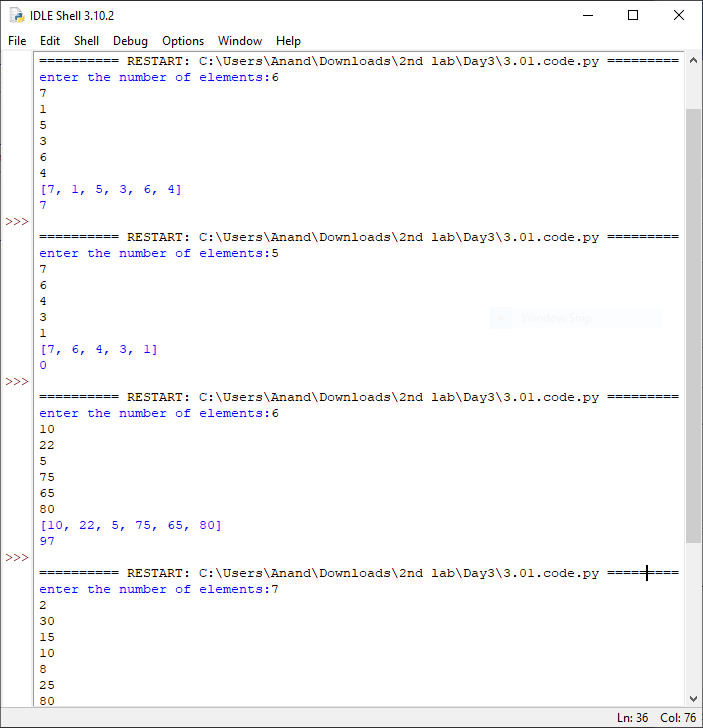 IDLE Shell 3.10.2
File Edit Shell Debug Options Window Help
========== RESTART: C:\Users\Anand\Downloads\2nd lab\Day3\3.01.code.py =========
enter the number of elements:6
7
1
5
3
6
4
[7, 1, 5, 3, 6, 4]
7
>>>
========== RESTART: C:\Users\Anand\Downloads\2nd lab\Day3\3.01.code.py =========
enter the number of elements:5
7
6
4
3
1
[7, 6, 4, 3, 1]
0
>>>
========== RESTART: C:\Users\Anand\Downloads\2nd lab\Day3\3.01.code.py =========
enter the number of elements:6
10
22
5
75
65
80
[10, 22, 5, 75, 65, 80]
97
>>>
========== RESTART: C:\Users\Anand\Downloads\2nd lab\Day3\3.01.code.py =========
enter the number of elements:7
2
30
15
10
8
25
80
Ln: 36 Col: 76